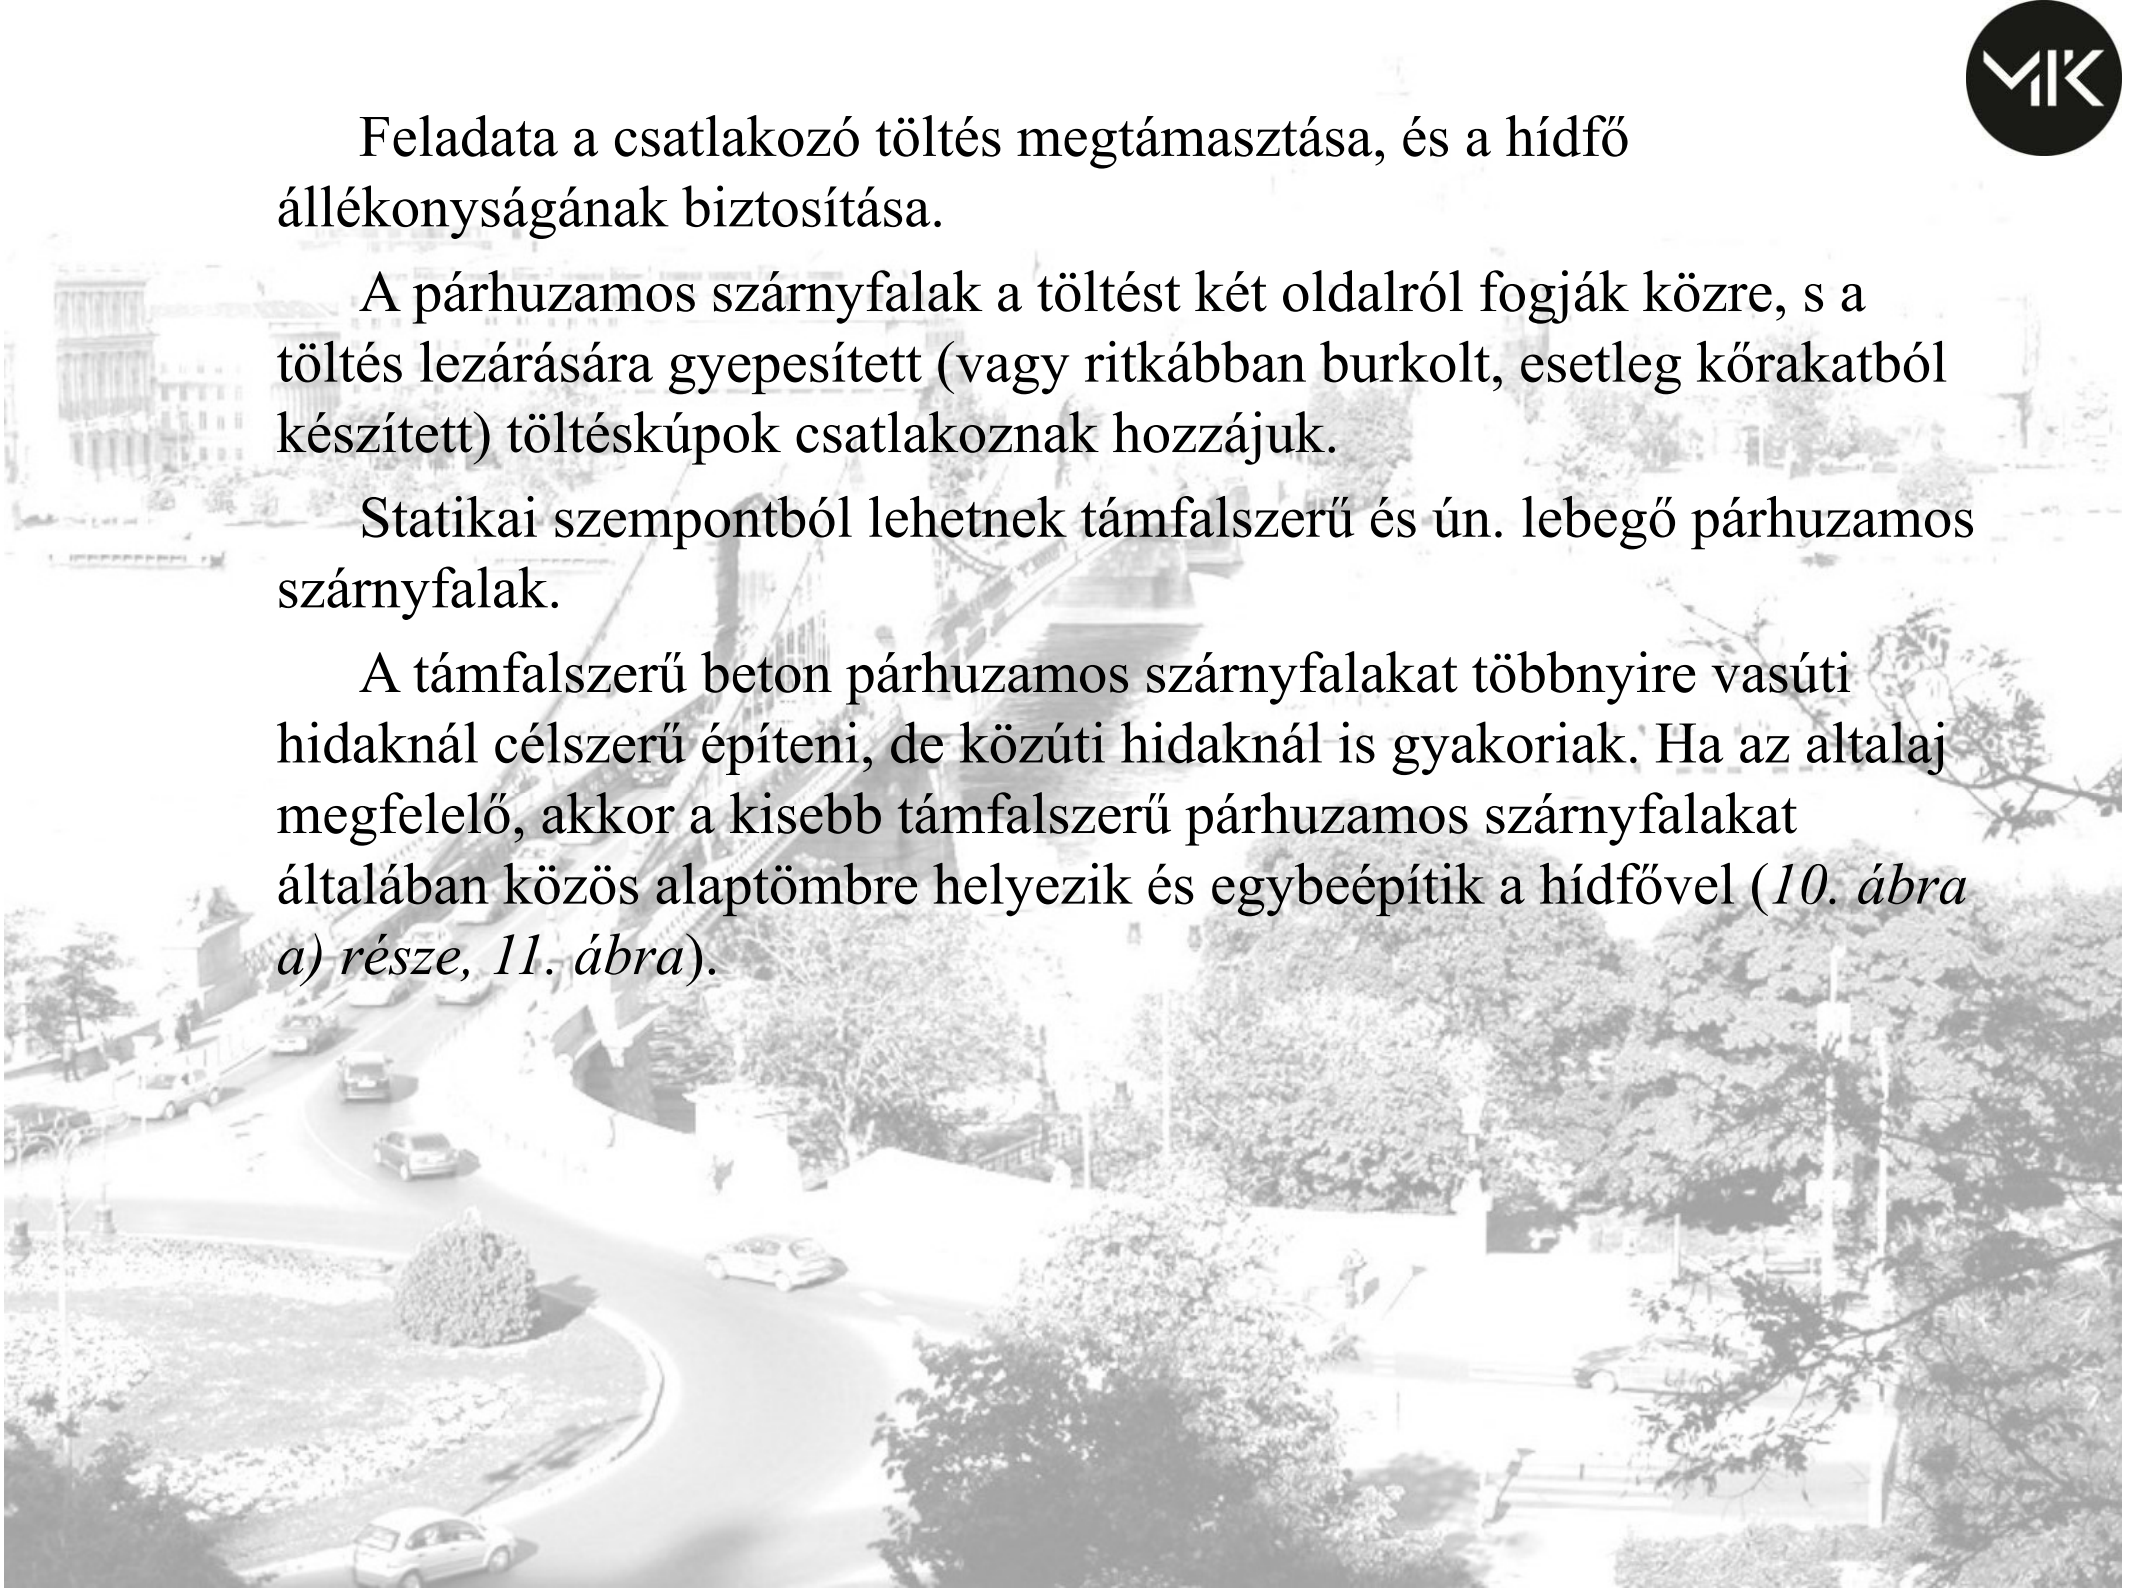 MIK
Feladata a csatlakozó töltés megtámasztása, és a hídfő
állékonyságának biztosítása.
A párhuzamos szárnyfalak a töltést két oldalról fogják közre, s a
töltés lezárására gyepesített (vagy ritkábban burkolt, esetleg kőrakatból
készített) töltéskúpok csatlakoznak hozzájuk.
Statikai szempontból lehetnek támfalszerű és ún. lebegő párhuzamos
szárnyfalak.
A támfalszerű beton párhuzamos szárnyfalakat többnyire vasúti
hidaknál célszerű építeni, de közúti hidaknál is gyakoriak. Ha az altalaj
megfelelő, akkor a kisebb támfalszerű párhuzamos szárnyfalakat
általában közös alaptömbre helyezik és egybeépítik a hídfővel (10. ábra
a) része, 11. ábra).